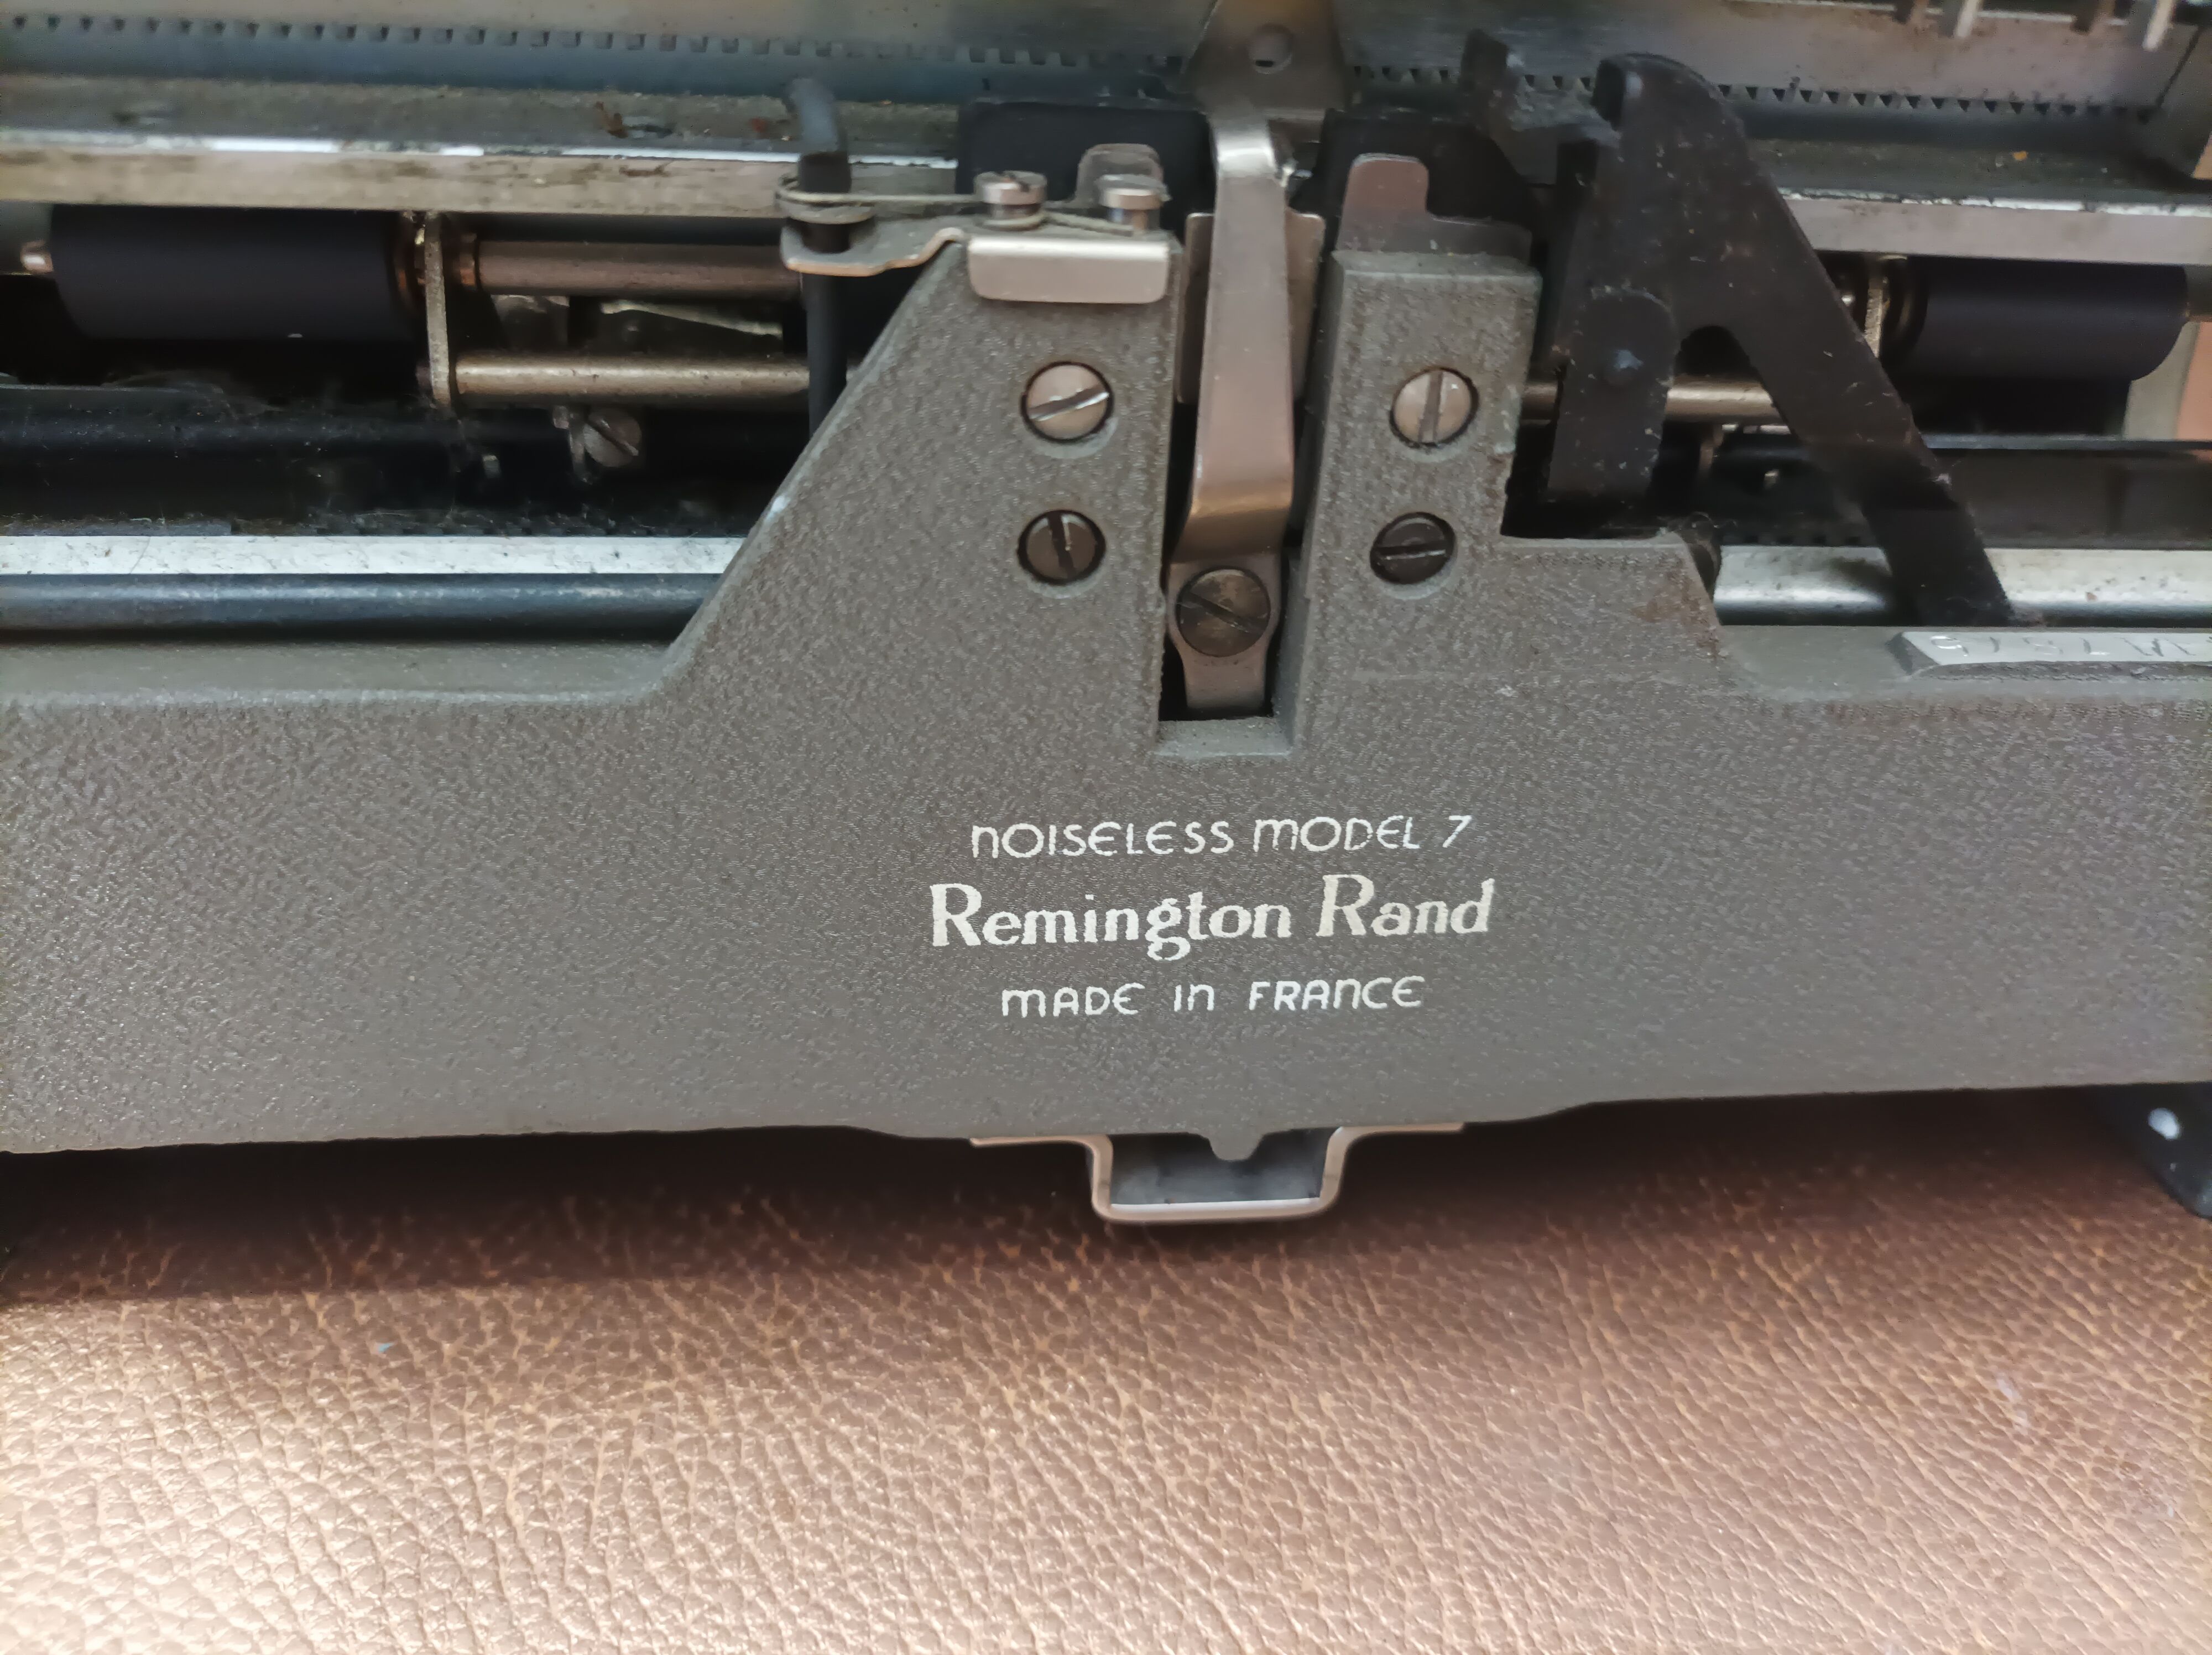 NOISELESS MODEL 7
Remington Rand
MADE IN FRANCE